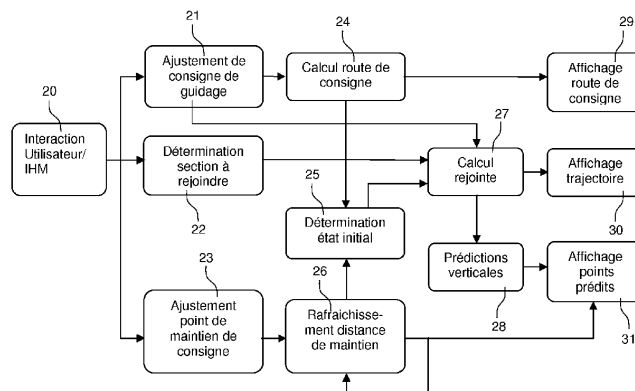 21
24
29
Ajustement de
consigne de
guidage
Calcul route de
consigne
Affichage
route de
consigne
20
27
Interaction
Utilisateur/
IHM
Détermination
section à
rejoindre
Calcul
rejointe
Affichage
trajectoire
25
22
30
Détermination
état initial
23
26
Prédictions
verticales
Affichage
points
prédits
Ajustement
point de
maintien de
consigne
Rafraichisse-
ment distance
de maintien
28
31